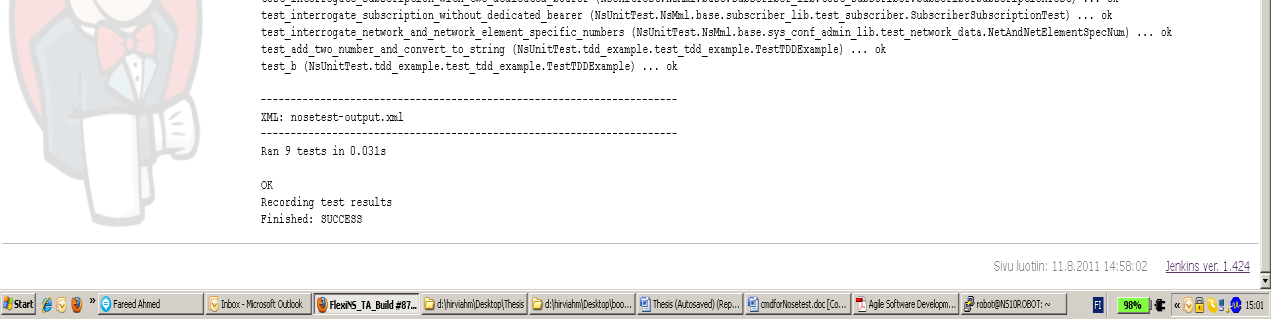 test_interrogate_subscription_without_dedicated_bearer (NsUnitTest.NsMml.base.subscriber_lib.test_subscriber.SubscriberSubscriptionTest) ... ok
test_interrogate_network_and_network_element_specific_numbers (NsUnitTest.NsMml.base.sys_conf_admin_lib.test_network_data.NetAndNetElementSpecNum) ... ok
test_add_two_number_and_convert_to_string (NsUnitTest.tdd_example.test_tdd_example.TestTDDExample) ... ok
test_b (NsUnitTest.tdd_example.test_tdd_example.TestTDDExample) ... ok
----------------------------------------------------------------------
XML: nosetest-output.xml
----------------------------------------------------------------------
Ran 9 tests in 0.031s
OK
Recording test results
Finished: SUCCESS
Sivu luotiin: 11.8.2011 14:58:02 Jenkins ver. 1.424
Start » Fareed Ahmed Inbox - Microsoft Outlook FlexiNS_TA_Build #87... d:\hirviahm\Desktop\Thesis d:\hirviahm\Desktop\boo... Thesis (Autosaved) (Rep... cmdforNosetest.doc [Co... Agile Software Developm... robot@NS10ROBOT: ~ FI 98% « 15:01